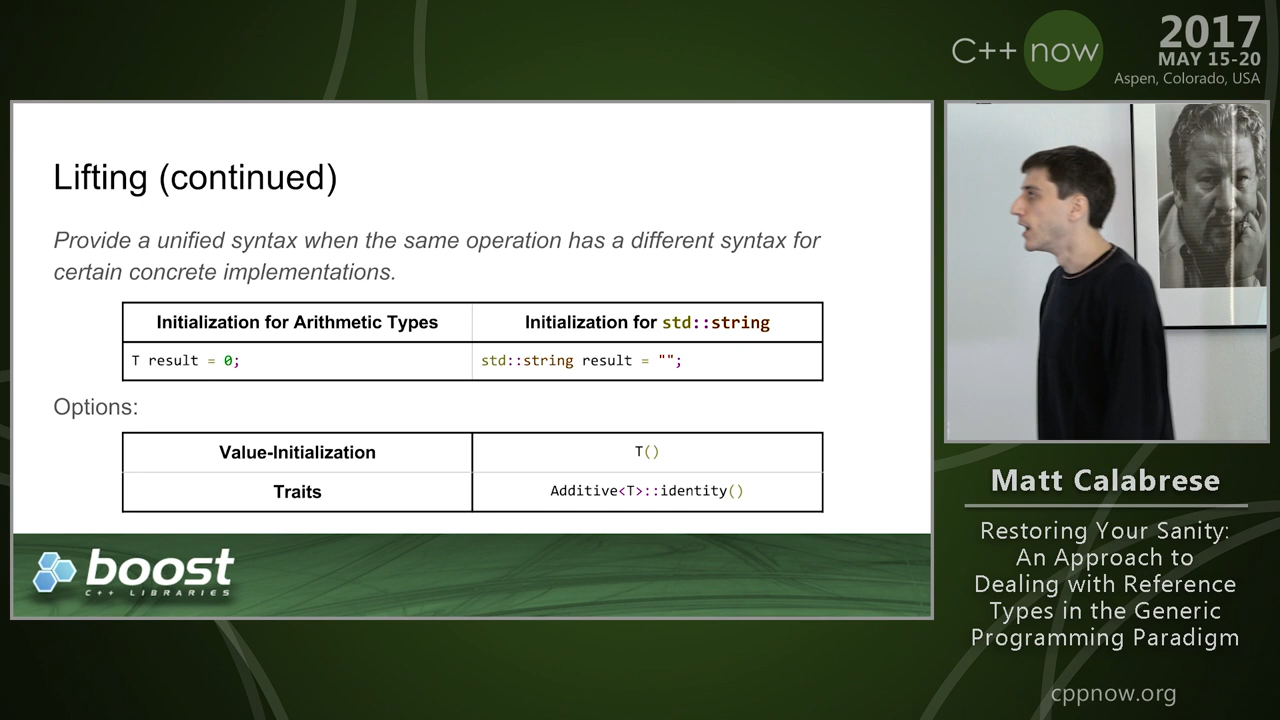 C++ now
2017
MAY 15-20
Aspen, Colorado, USA
Lifting (continued)
Provide a unified syntax when the same operation has a different syntax for
certain concrete implementations.
Initialization for Arithmetic Types
Initialization for std::string
T result = 0;
std::string result = "";
Options:
Value-Initialization
T()
Traits
Additive<T>::identity()
boost
C++ LIBRARIES
Matt Calabrese
Restoring Your Sanity:
An Approach to
Dealing with Reference
Types in the Generic
Programming Paradigm
cppnow.org